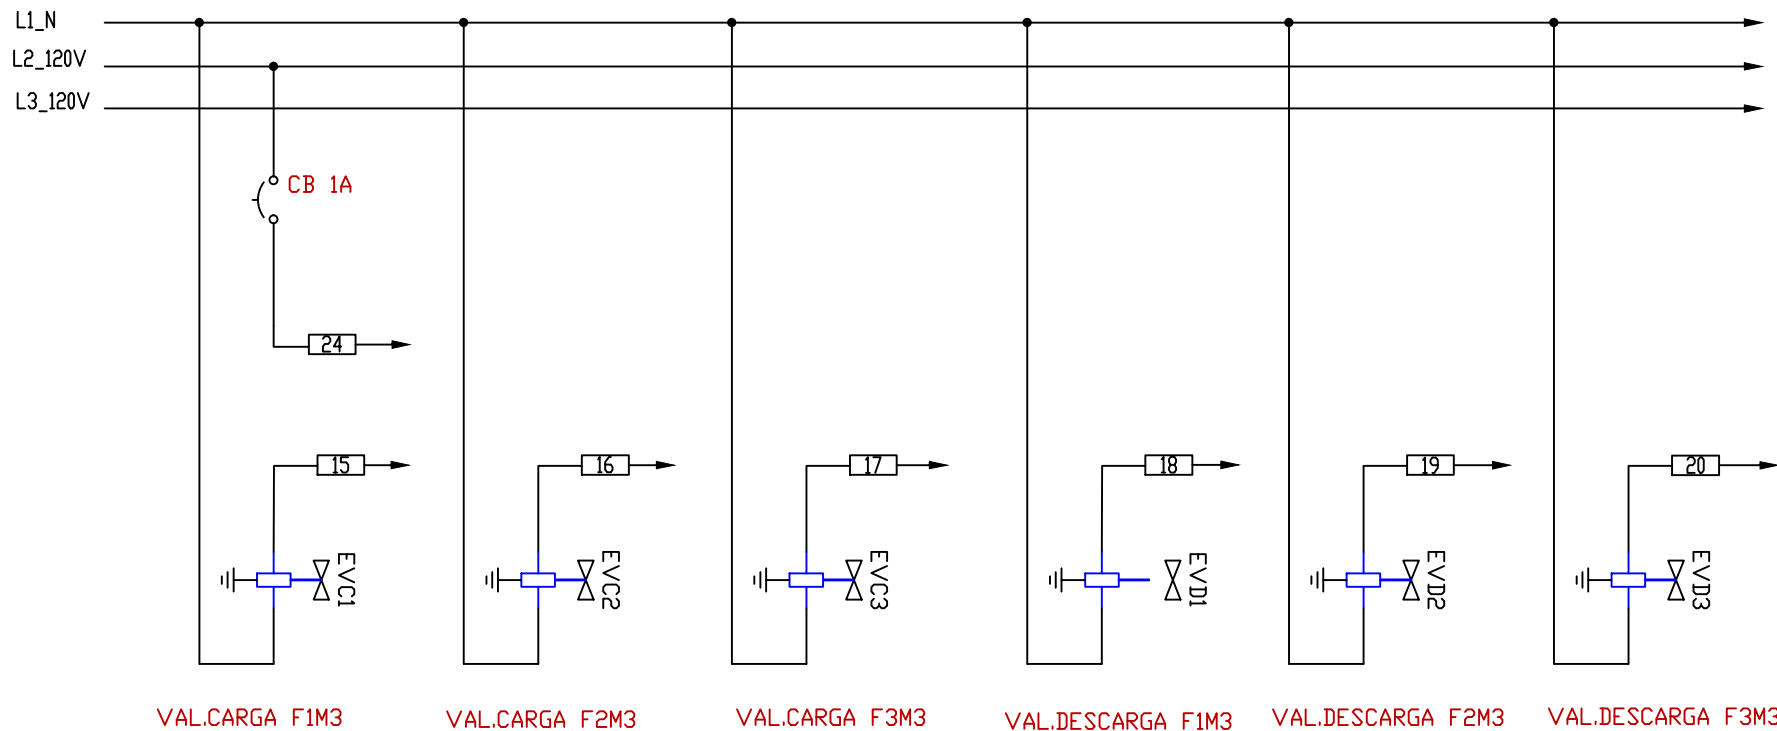 L1_N
L2_120V
L3_120V
CB 1A
24
15
16
17
18
19
20
EVC1
EVC2
EVC3
EVD1
EVD2
EVD3
VAL.CARGA F1M3
VAL.CARGA F2M3
VAL.CARGA F3M3
VAL.DESCARGA F1M3
VAL.DESCARGA F2M3
VAL.DESCARGA F3M3